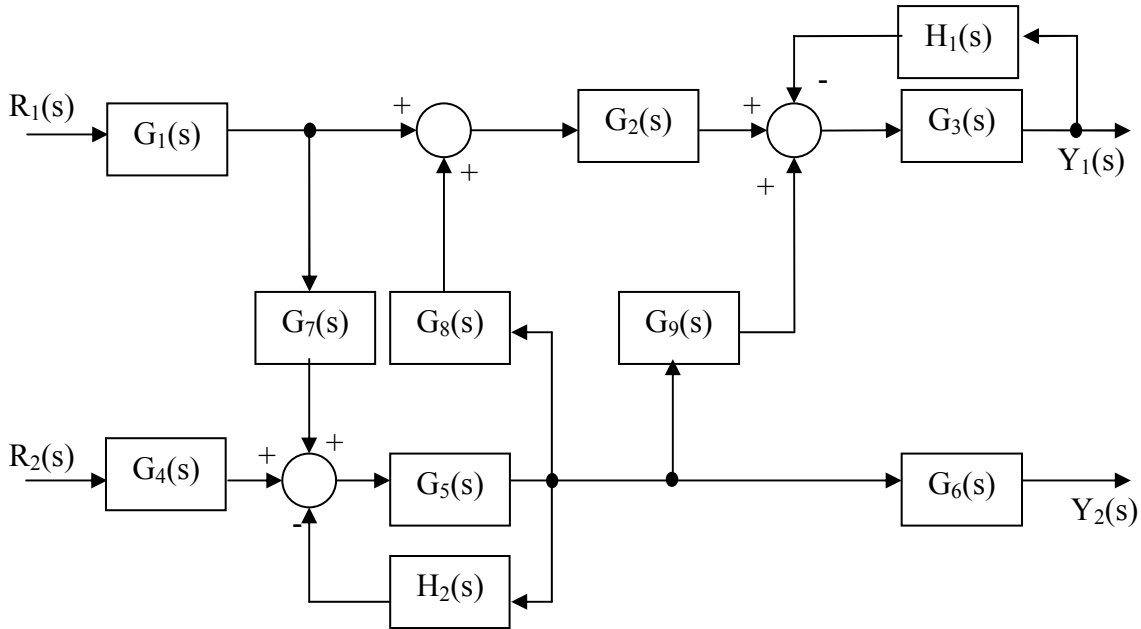 H₁(s)
-
R₁(s)
G₁(s)
+
G₂(s)
+
G₃(s)
Y₁(s)
+
+
G₇(s)
G₈(s)
G₉(s)
R₂(s)
G₄(s)
+
+
G₅(s)
G₆(s)
Y₂(s)
-
H₂(s)